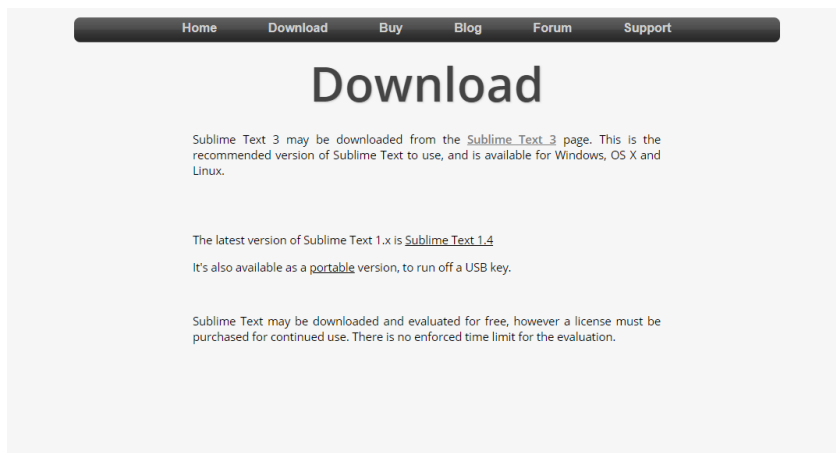 Home Download Buy Blog Forum Support
Download
Sublime Text 3 may be downloaded from the Sublime Text 3 page. This is the
recommended version of Sublime Text to use, and is available for Windows, OS X and
Linux.
The latest version of Sublime Text 1.x is Sublime Text 1.4
It's also available as a portable version, to run off a USB key.
Sublime Text may be downloaded and evaluated for free, however a license must be
purchased for continued use. There is no enforced time limit for the evaluation.